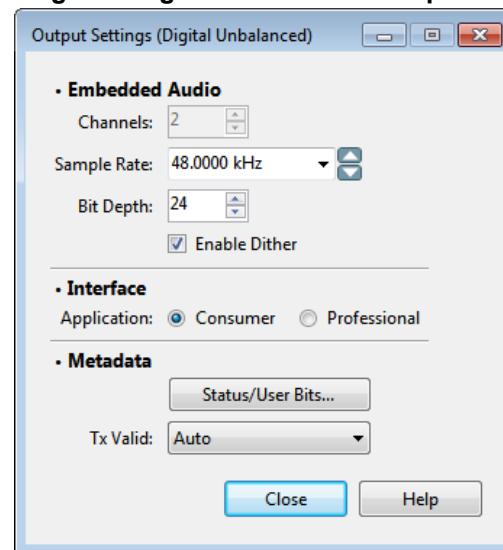 Output Settings (Digital Unbalanced)
• Embedded Audio
Channels: 2
Sample Rate: 48.0000 kHz
Bit Depth: 24
Enable Dither
• Interface
Application: Consumer Professional
• Metadata
Status/User Bits...
Tx Valid: Auto
Close Help